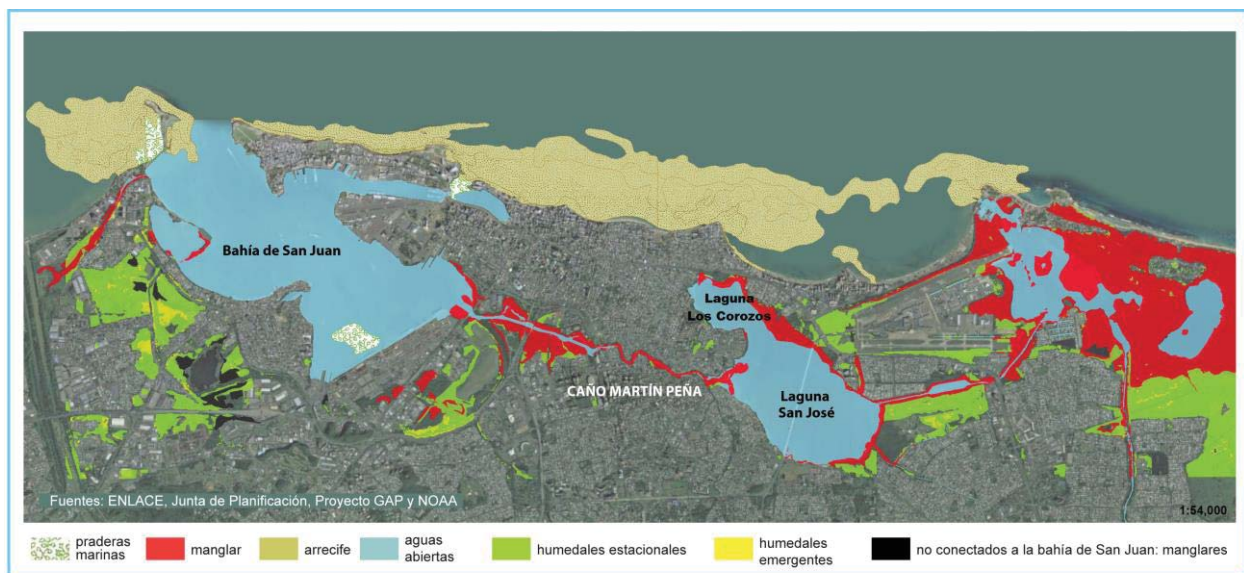 Bahía de San Juan
Laguna
Los Corozos
CAÑO MARTÍN PEÑA
Laguna
San José
Fuentes: ENLACE, Junta de Planificación, Proyecto GAP y NOAA
1:54,000
praderas
marinas
manglar
arrecife
aguas
abiertas
humedales estacionales
humedales
emergentes
no conectados a la bahía de San Juan: manglares